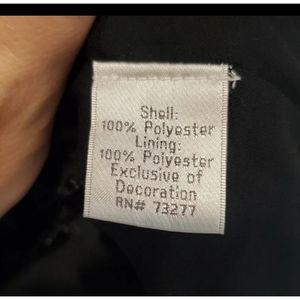 Shell:
100% Polyester
Lining:
100% Polyester
Exclusive of
Decoration
RN# 73277